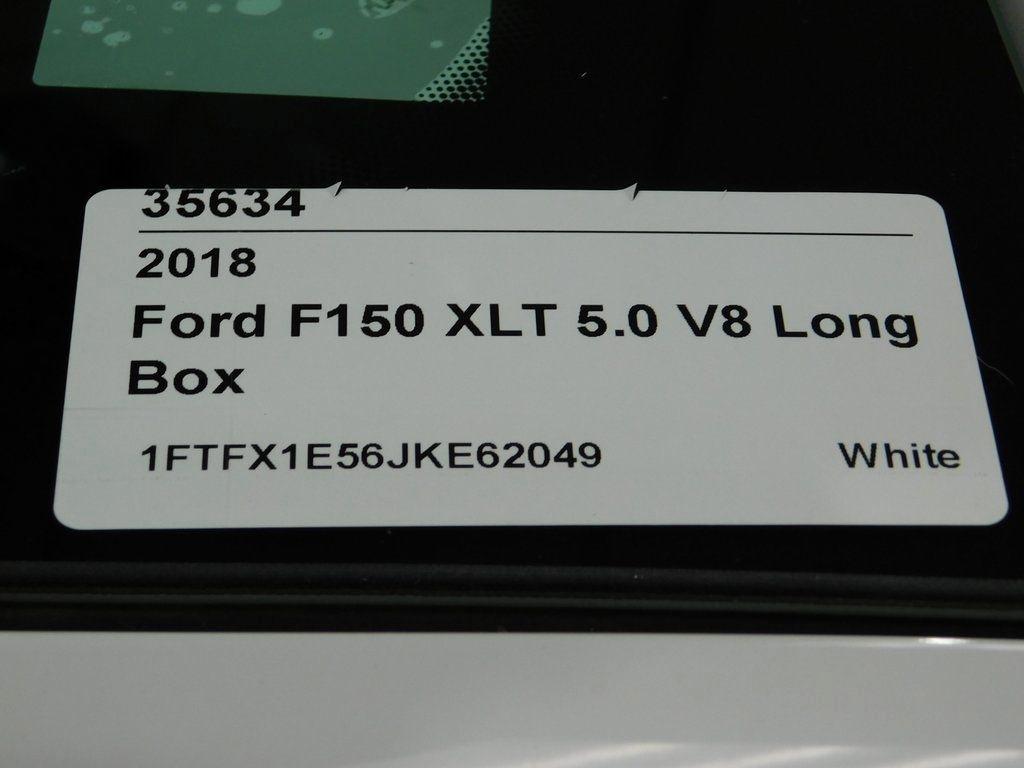 35634
2018
Ford F150 XLT 5.0 V8 Long
Box
1FTFX1E56JKE62049 White